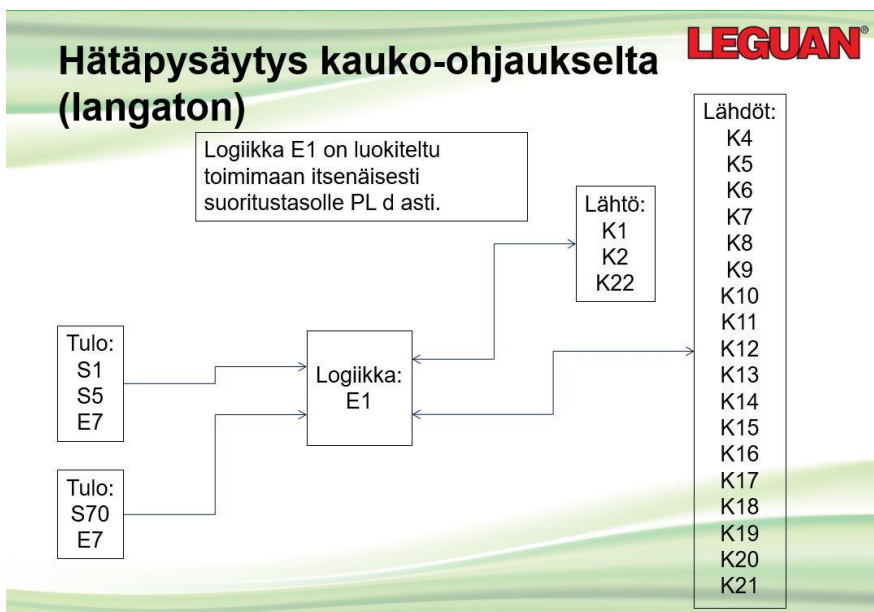 Hätäpysäytys kauko-ohjaukselta
(langaton)
LEGUAN®
Logiikka E1 on luokiteltu
toimimaan itsenäisesti
suoritustasolle PL d asti.
Tulo:
S1
S5
E7
Tulo:
S70
E7
Logiikka:
E1
Lähtö:
K1
K2
K22
Lähdöt:
K4
K5
K6
K7
K8
K9
K10
K11
K12
K13
K14
K15
K16
K17
K18
K19
K20
K21